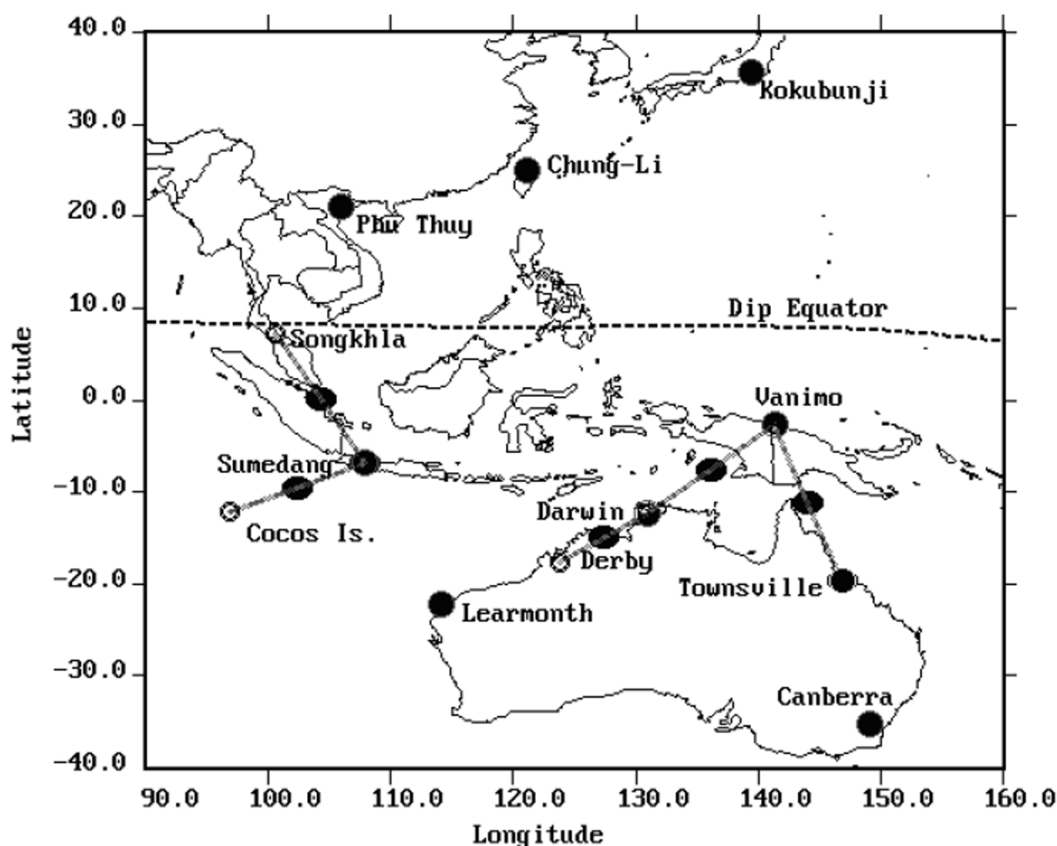 40.0
Kokubunji
30.0
Chung-Li
20.0
Phu Thuy
10.0
Dip Equator
Songkhla
Latitude
0.0
Vanimo
Sumedang
-10.0
Darwin
Cocos Is.
Derby
-20.0
Townsville
Learmonth
-30.0
Canberra
-40.0
90.0 100.0 110.0 120.0 130.0 140.0 150.0 160.0
Longitude